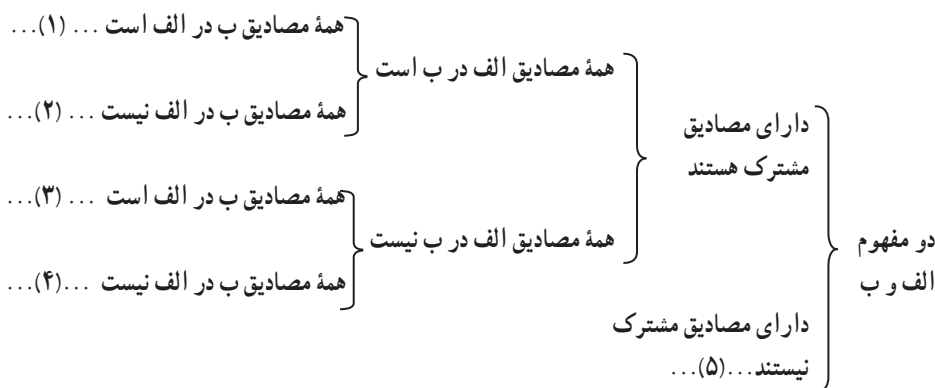 دو مفهوم
الف و ب
دارای مصادیق
مشترک هستند
همهٔ مصادیق الف در ب است
همهٔ مصادیق ب در الف است ... (۱)...
همهٔ مصادیق ب در الف نیست ... (۲)...
همهٔ مصادیق الف در ب نیست
همهٔ مصادیق ب در الف است ... (۳)...
همهٔ مصادیق ب در الف نیست ...(۴)...
دارای مصادیق مشترک
نیستند...(۵)...